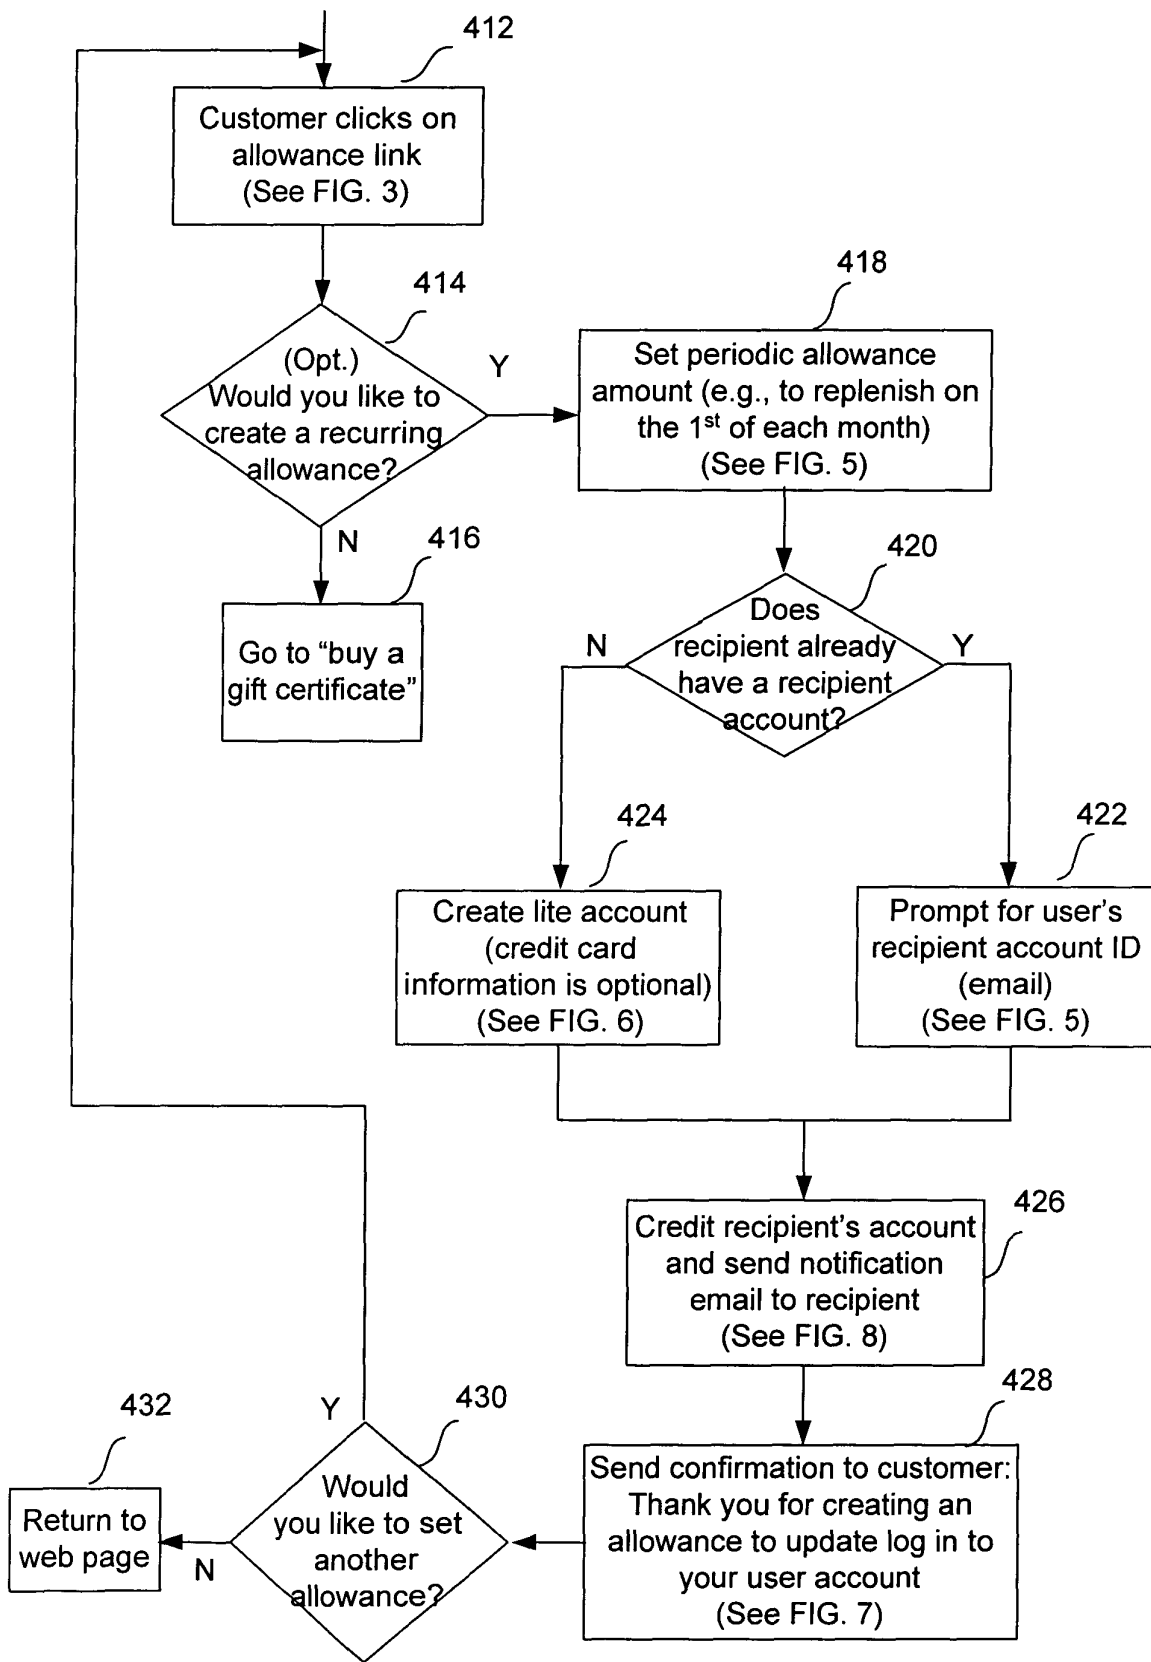 412
Customer clicks on
allowance link
(See FIG. 3)
414
(Opt.)
Would you like to
create a recurring
allowance?
Y
N
418
Set periodic allowance
amount (e.g., to replenish on
the 1st of each month)
(See FIG. 5)
416
Go to “buy a
gift certificate”
420
Does
recipient already
have a recipient
account?
N
Y
424
Create lite account
(credit card
information is optional)
(See FIG. 6)
422
Prompt for user’s
recipient account ID
(email)
(See FIG. 5)
426
Credit recipient’s account
and send notification
email to recipient
(See FIG. 8)
428
Send confirmation to customer:
Thank you for creating an
allowance to update log in to
your user account
(See FIG. 7)
430
Would
you like to set
another
allowance?
Y
N
432
Return to
web page